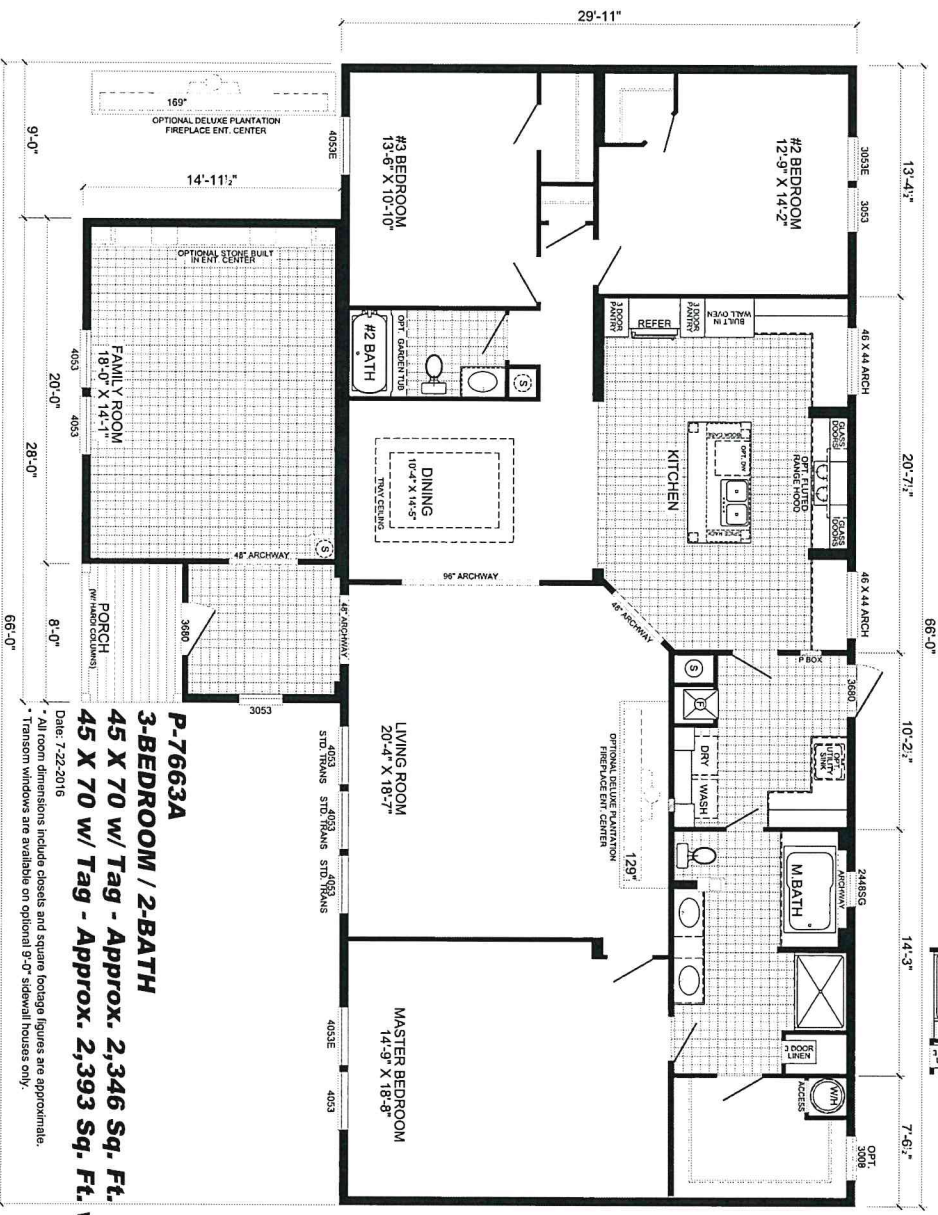 66'-0"
13'-4½"
20'-7½"
10'-2½"
14'-3"
7'-6½"
29'-11"
3053E
3053
46 X 44 ARCH
46 X 44 ARCH
3680
2448SG
OPT.
3008
#2 BEDROOM
12'-9" X 14'-2"
BUILT IN
WALL OVEN
3 DOOR
PANTRY
REFER
3 DOOR
PANTRY
GLASS
DOORS
OPT. FLUTED
RANGE HOOD
GLASS
DOORS
BOOK CASE
OPT. DW
SPICE RACK
KITCHEN
P BOX
48" ARCHWAY
S
F
DRY
WASH
OPT.
UTILITY
SINK
ARCHWAY
M.BATH
3 DOOR
LINEN
W/H
ACCESS
#3 BEDROOM
13'-6" X 10'-10"
4053E
OPT. GARDEN TUB
#2 BATH
S
DINING
10'-4" X 14'-5"
TRAY CEILING
96" ARCHWAY
OPTIONAL DELUXE PLANTATION
FIREPLACE ENT. CENTER
129"
LIVING ROOM
20'-4" X 18'-7"
4053
STD. TRANS
4053
STD. TRANS
4053
STD. TRANS
MASTER BEDROOM
14'-9" X 18'-8"
4053E
4053
169"
OPTIONAL DELUXE PLANTATION
FIREPLACE ENT. CENTER
14'-11½"
OPTIONAL STONE BUILT
IN ENT. CENTER
FAMILY ROOM
18'-0" X 14'-1"
4053
4053
S
48" ARCHWAY
48" ARCHWAY
3680
3053
PORCH
(W/ HARDI COLUMNS)
9'-0"
20'-0"
8'-0"
28'-0"
66'-0"
P-7663A
3-BEDROOM / 2-BATH
45 X 70 w/ Tag - Approx. 2,346 Sq. Ft.
45 X 70 w/ Tag - Approx. 2,393 Sq. Ft.
Date: 7-22-2016
* All room dimensions include closets and square footage figures are approximate.
* Transom windows are available on optional 9'-0" sidewall houses only.